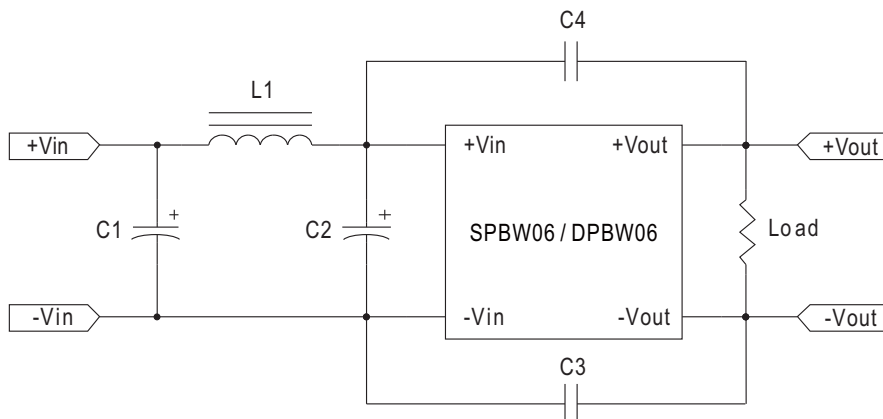 C4
L1
+Vin
+Vin
+Vout
+Vout
C1
+
C2
+
SPBW06 / DPBW06
Load
-Vin
-Vin
-Vout
-Vout
C3